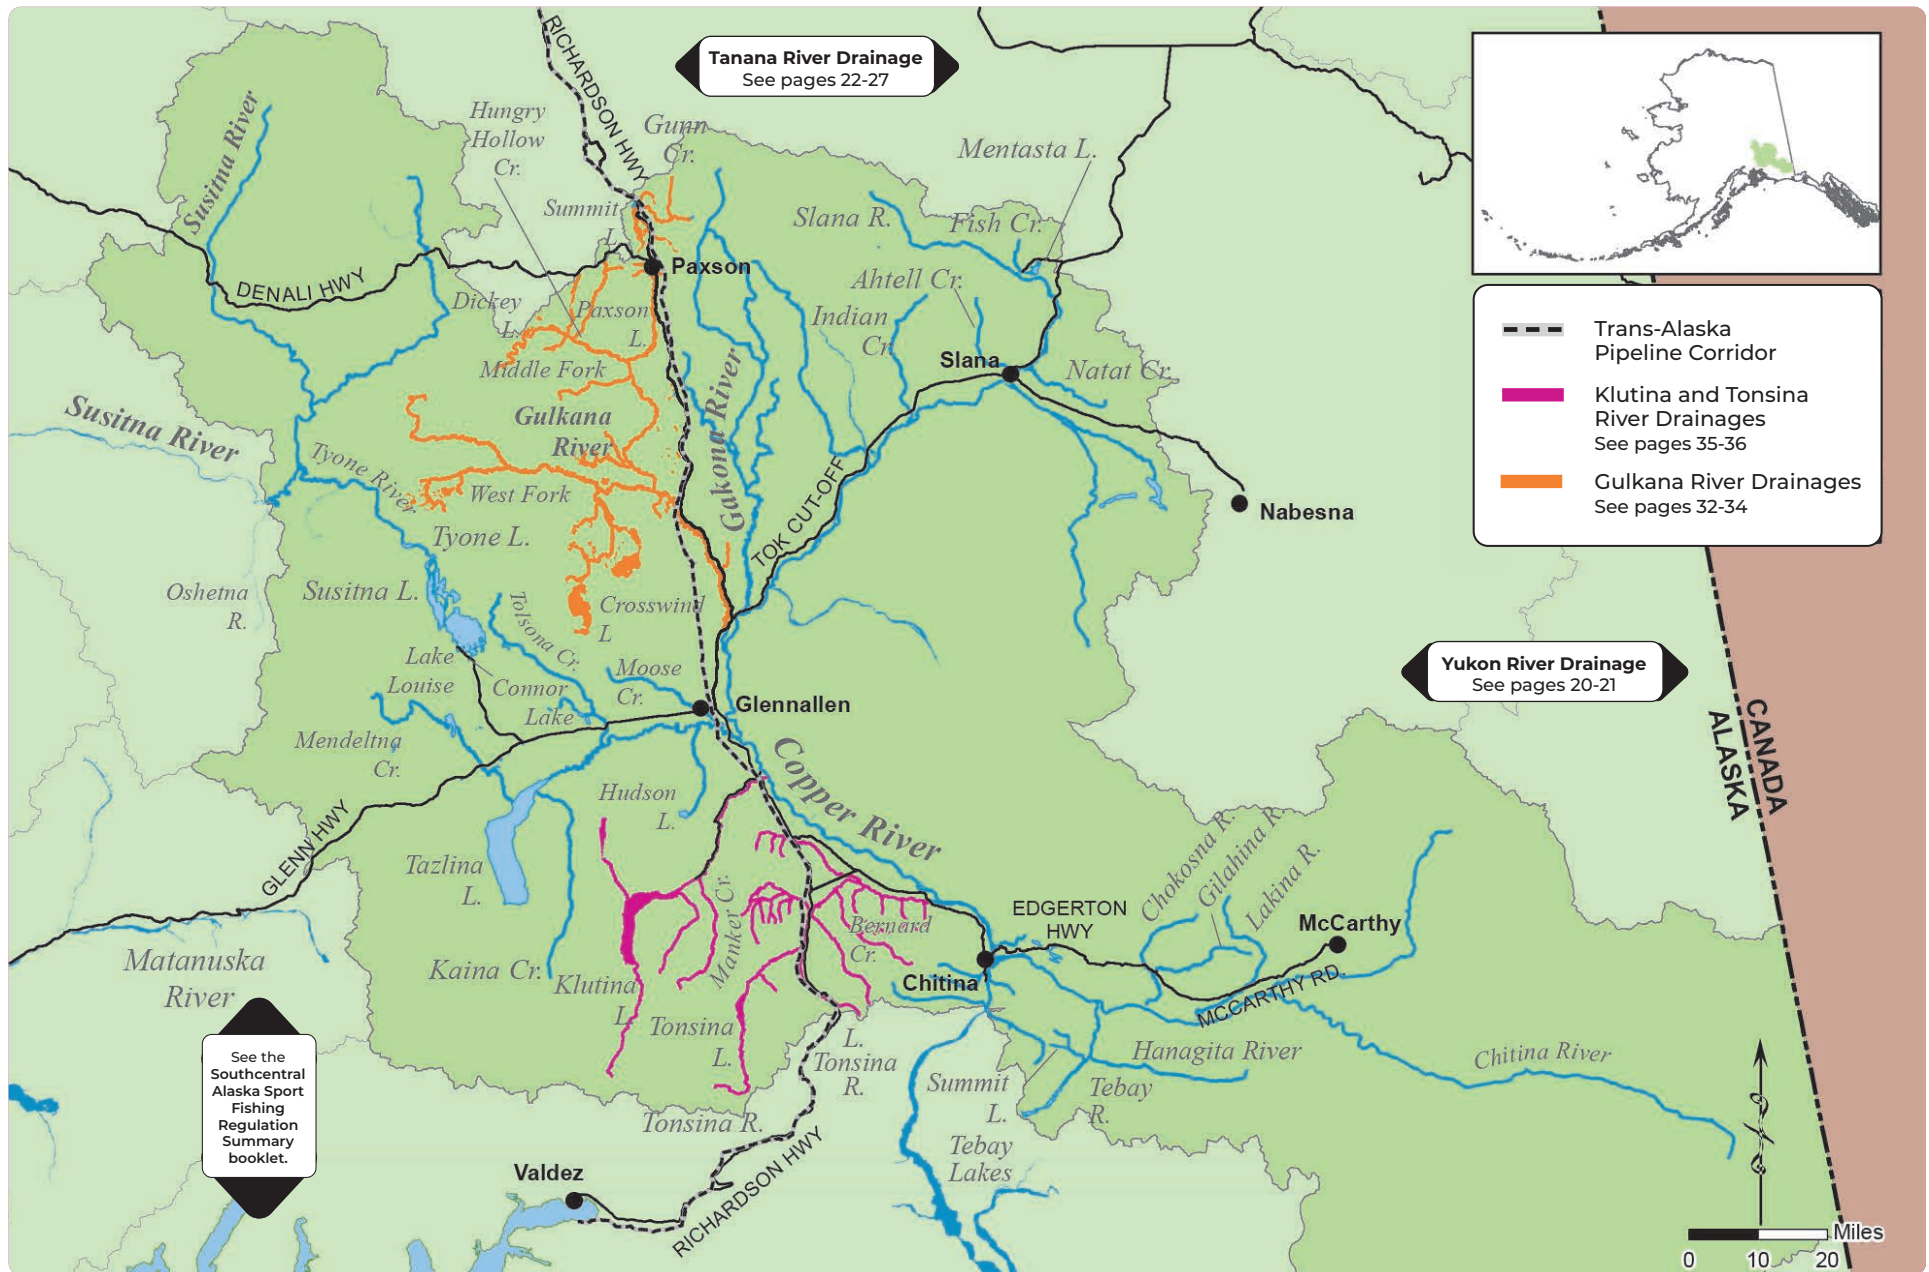 Tanana River Drainage
See pages 22-27
RICHARDSON HWY
Hungry
Hollow
Cr.
Gunn
Cr.
Mentasta L.
Susitna River
Summit
L.
Slana R.
Fish Cr.
Paxson
DENALI HWY
Dickey
L.
Paxson
L.
Ahtell Cr.
Indian
Cr.
Slana
Natat Cr.
Middle Fork
Gulkana
River
Gakona River
Susitna River
Tyone River
West Fork
TOK CUT-OFF
Nabesna
Tyone L.
Oshetna
R.
Susitna L.
Tolsona Cr.
Crosswind
L
Lake
Louise
Connor
Lake
Moose
Cr.
Glennallen
Mendeltna
Cr.
Copper River
Hudson
L.
GLENN HWY
Tazlina
L.
Manker Cr.
Bernard
Cr.
Matanuska
River
Kaina Cr.
Klutina
L.
Tonsina
L.
Chitina
EDGERTON
HWY
Chokosna R.
Gilahina R.
Lakina R.
McCarthy
MCCARTHY RD.
L.
Tonsina
R.
Hanagita River
Chitina River
Summit
L.
Tebay
R.
Tebay
Lakes
Tonsina R.
Valdez
RICHARDSON HWY
See the
Southcentral
Alaska Sport
Fishing
Regulation
Summary
booklet.
Trans-Alaska
Pipeline Corridor
Klutina and Tonsina
River Drainages
See pages 35-36
Gulkana River Drainages
See pages 32-34
Yukon River Drainage
See pages 20-21
CANADA
ALASKA
Miles
0 10 20